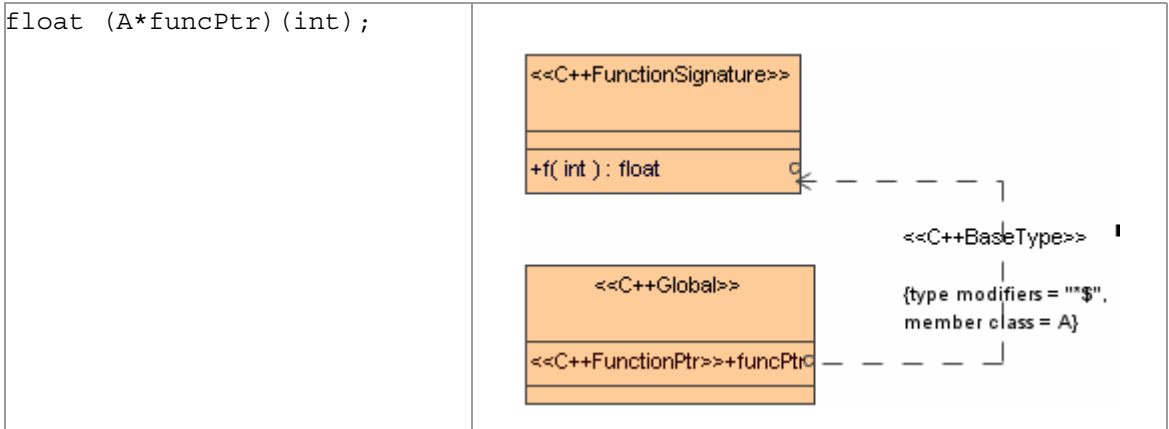 float (A*funcPtr)(int);
<<C++FunctionSignature>>
+f( int ) : float
<<C++BaseType>>
<<C++Global>>
{type modifiers = "*$",
member class = A}
<<C++FunctionPtr>>+funcPtr